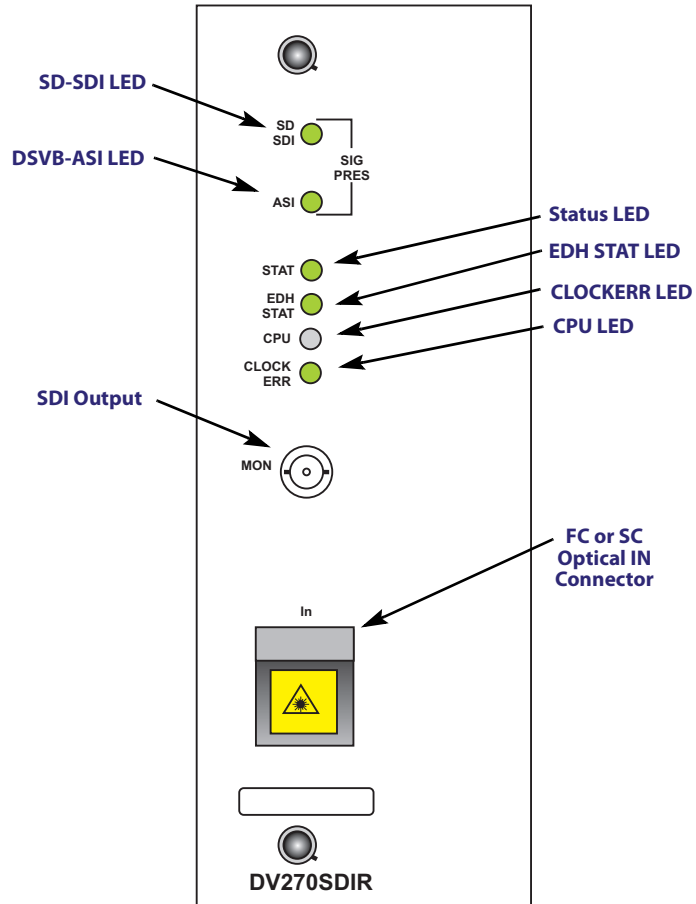 SD-SDI LED
SD
SDI
DSVB-ASI LED
SIG
PRES
ASI
Status LED
STAT
EDH STAT LED
EDH
STAT
CLOCKERR LED
CPU
CPU LED
CLOCK
ERR
SDI Output
MON
FC or SC
Optical IN
Connector
In
DV270SDIR